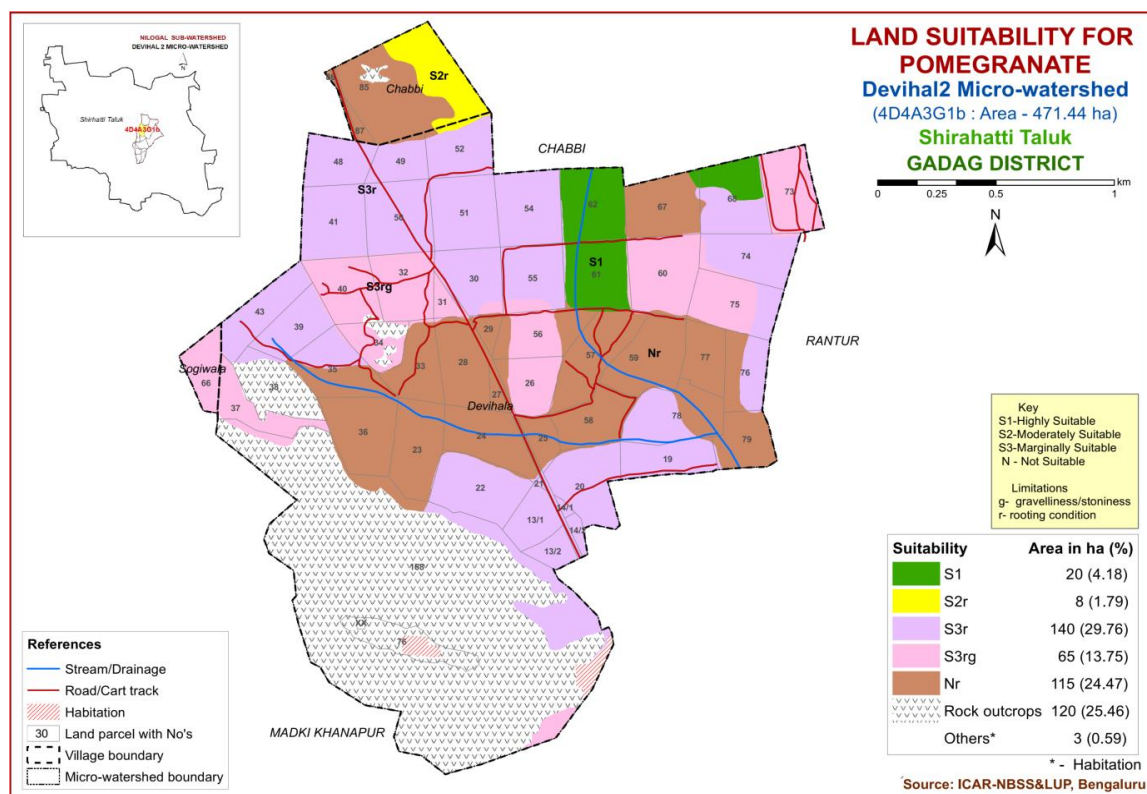 NILOGAL SUB-WATERSHED
DEVIHAL 2 MICRO-WATERSHED
N
Shirhatti Taluk
4D4A3G1b
LAND SUITABILITY FOR
POMEGRANATE
Devihal2 Micro-watershed
(4D4A3G1b : Area - 471.44 ha)
Shirahatti Taluk
GADAG DISTRICT
0 0.25 0.5 1 km
N
S2r
85
Chabbi
87
CHABBI
52
48
49
S3r
41
50
51
54
62
67
68
73
74
S1
61
55
30
60
75
32
40
S3rg
31
43
39
34
29
56
57
59
Nr
77
76
RANTUR
28
33
35
38
Sogiwala
66
37
27
26
Devihala
78
58
36
23
24
25
79
22
21
20
19
14/1
13/1
13/2
168
XX
76
MADKI KHANAPUR
Key
S1-Highly Suitable
S2-Moderately Suitable
S3-Marginally Suitable
N - Not Suitable
Limitations
g- gravelliness/stoniness
r- rooting condition
Suitability Area in ha (%)
S1 20 (4.18)
S2r 8 (1.79)
S3r 140 (29.76)
S3rg 65 (13.75)
Nr 115 (24.47)
Rock outcrops 120 (25.46)
Others* 3 (0.59)
* - Habitation
Source: ICAR-NBSS&LUP, Bengaluru
References
Stream/Drainage
Road/Cart track
Habitation
30 Land parcel with No's
Village boundary
Micro-watershed boundary